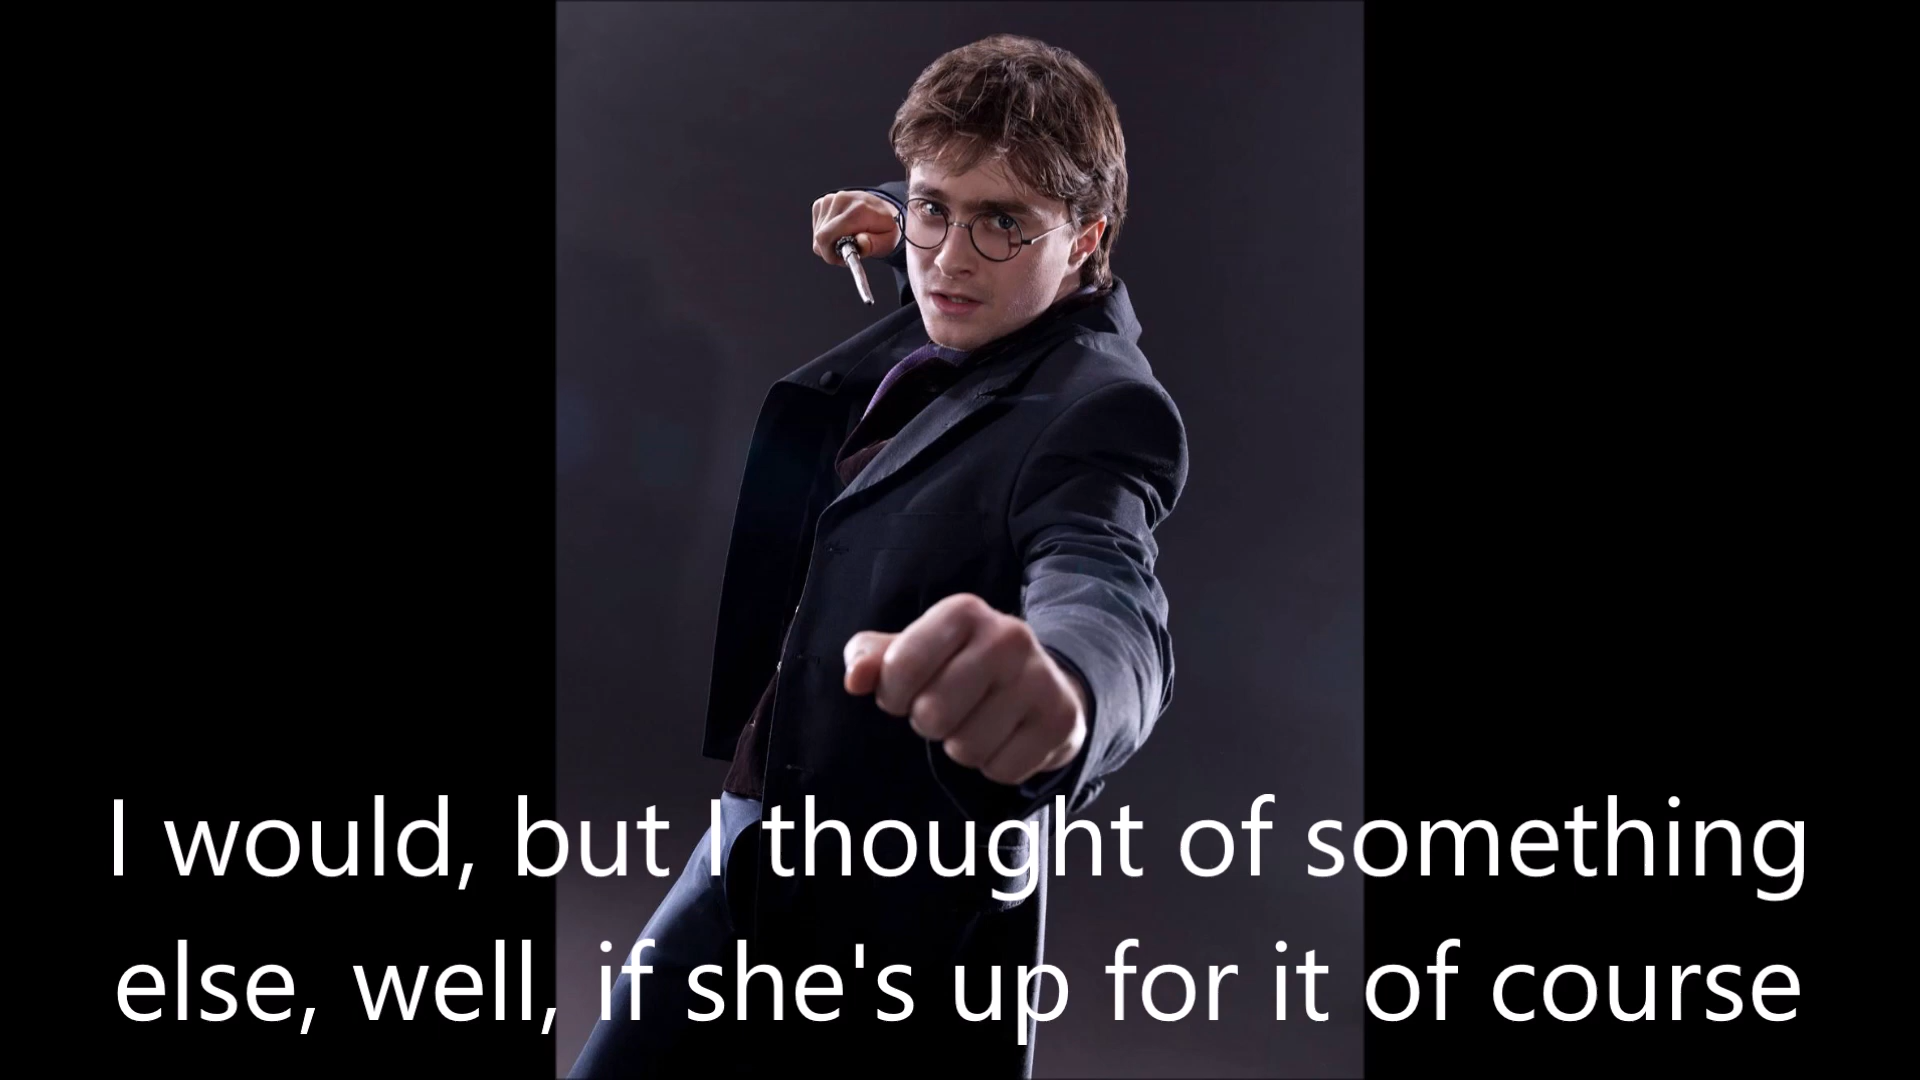 I would, but I thought of something
else, well, if she's up for it of course